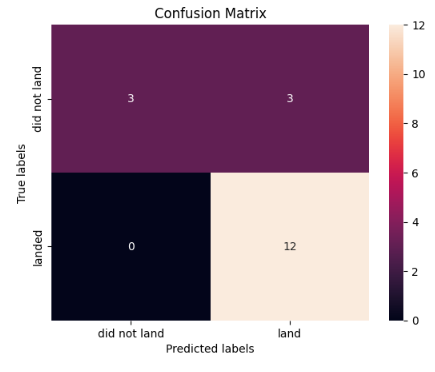 Confusion Matrix
True labels
did not land
3
3
landed
0
12
did not land
land
Predicted labels
12
10
8
6
4
2
0